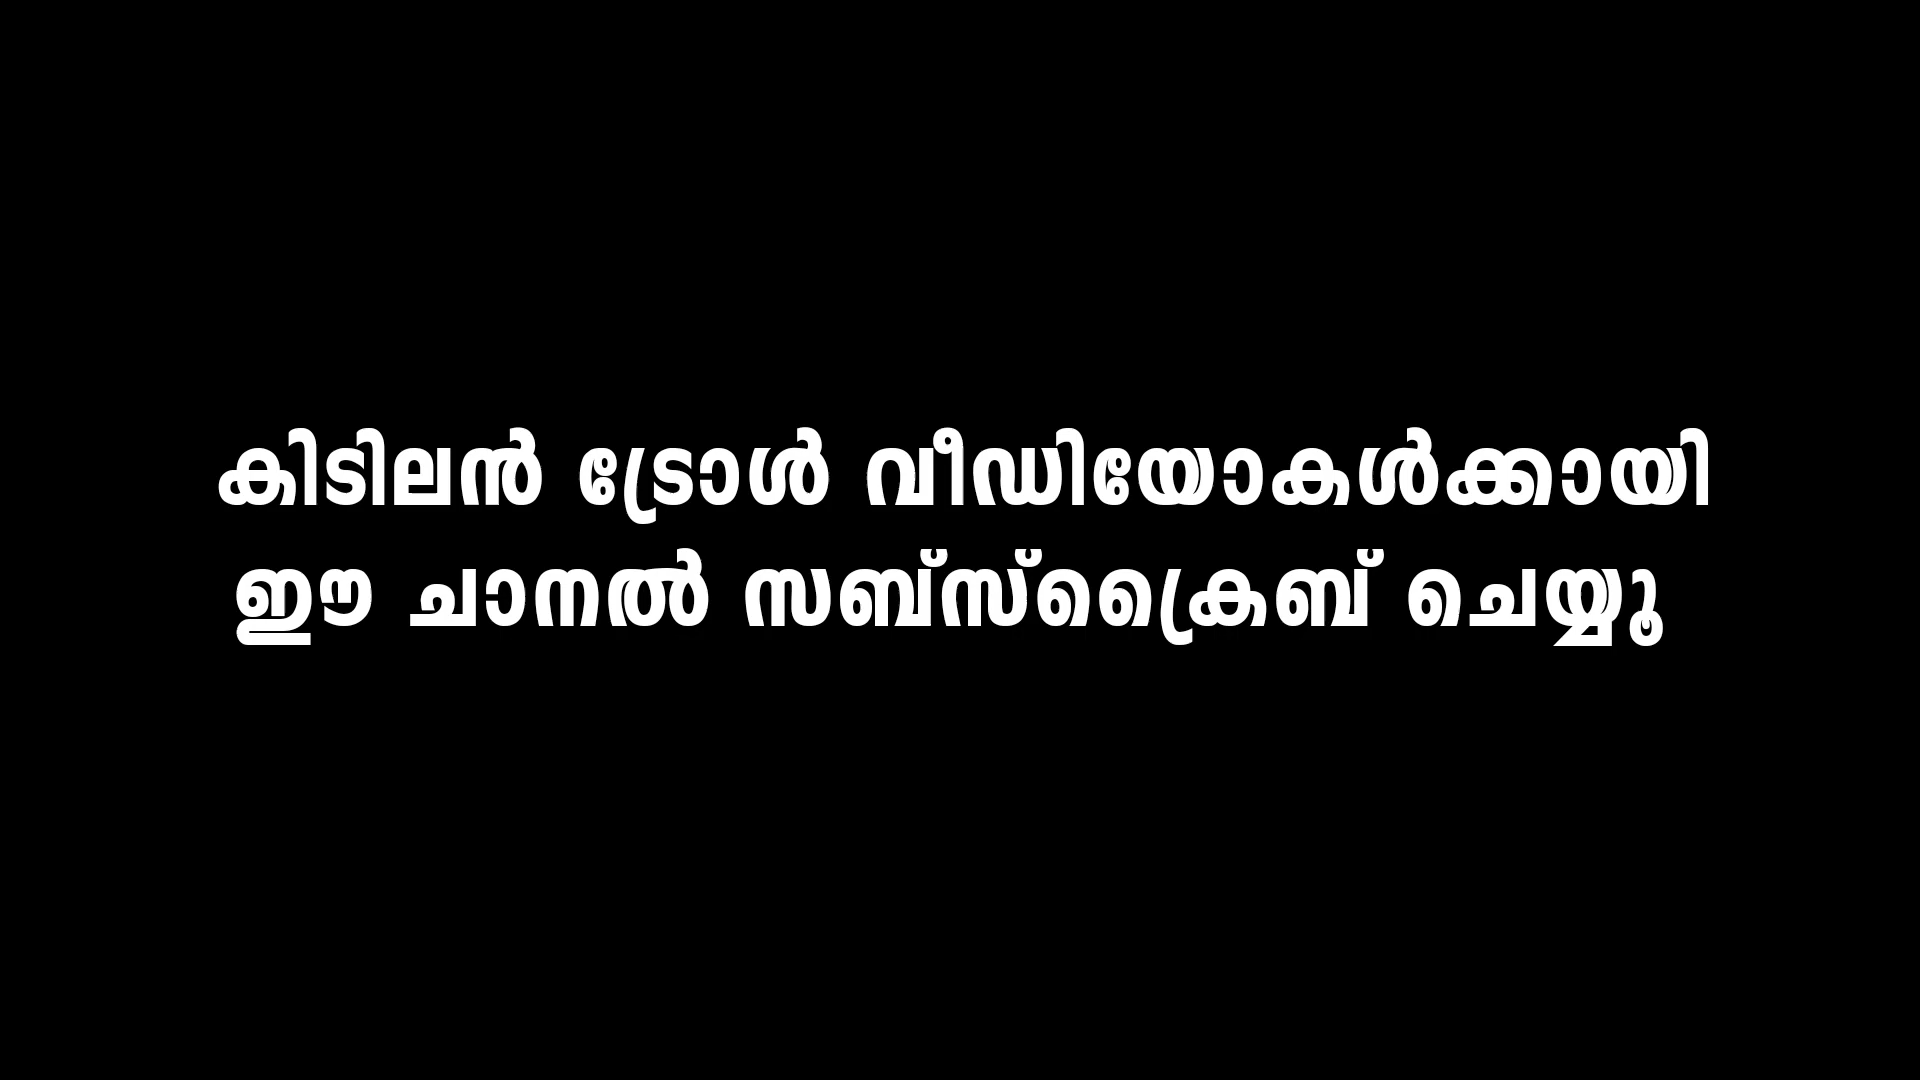 കിടിലൻ ട്രോൾ വീഡിയോകൾക്കായി
ഈ ചാനൽ സബ്സ്ക്രൈബ് ചെയ്യൂ